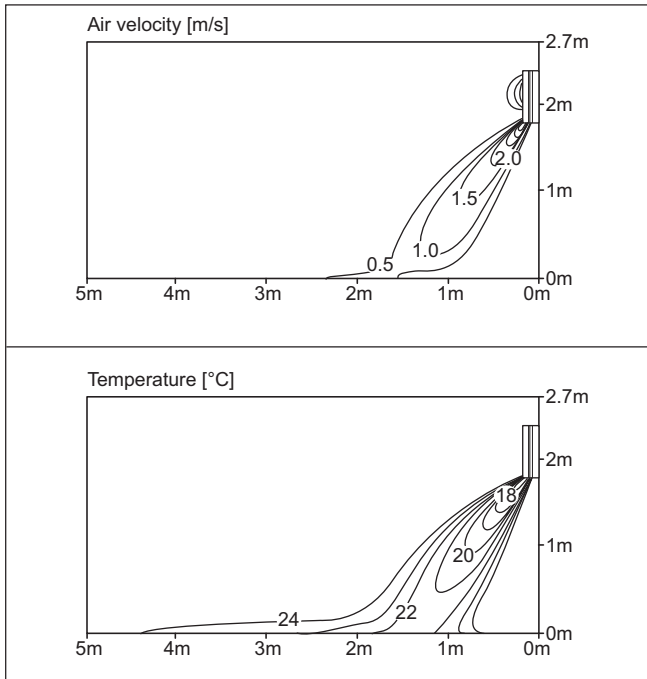 Air velocity [m/s]
2.7m
2m
2.0
1m
1.5
1.0
0.5
0m
5m 4m 3m 2m 1m 0m
Temperature [°C]
2.7m
2m
18
1m
20
22
24
0m
5m 4m 3m 2m 1m 0m